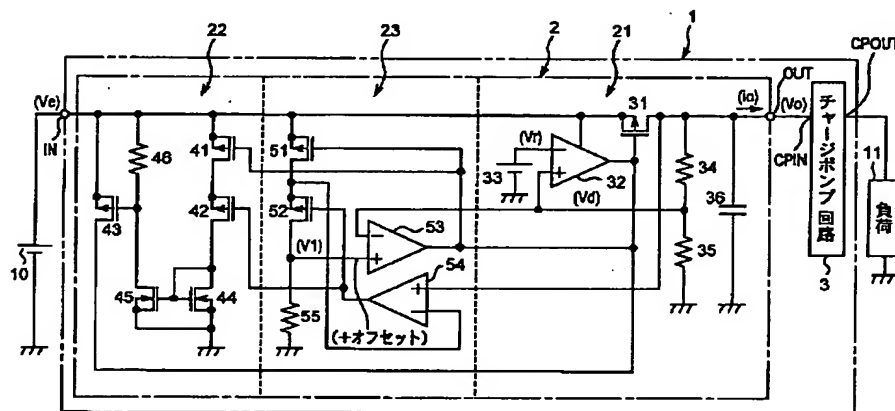 1
22
23
2
21
CPOUT
OUT
(Ve)
IN
(io)
(Vo)
31
チャージポンプ回路
CPIN
11
負荷
3
46
41
51
(Vr)
33
32
34
36
43
42
52
53
(Vd)
35
10
(V1)
54
45
44
55
(+オフセット)
-
+
-
+
+
-